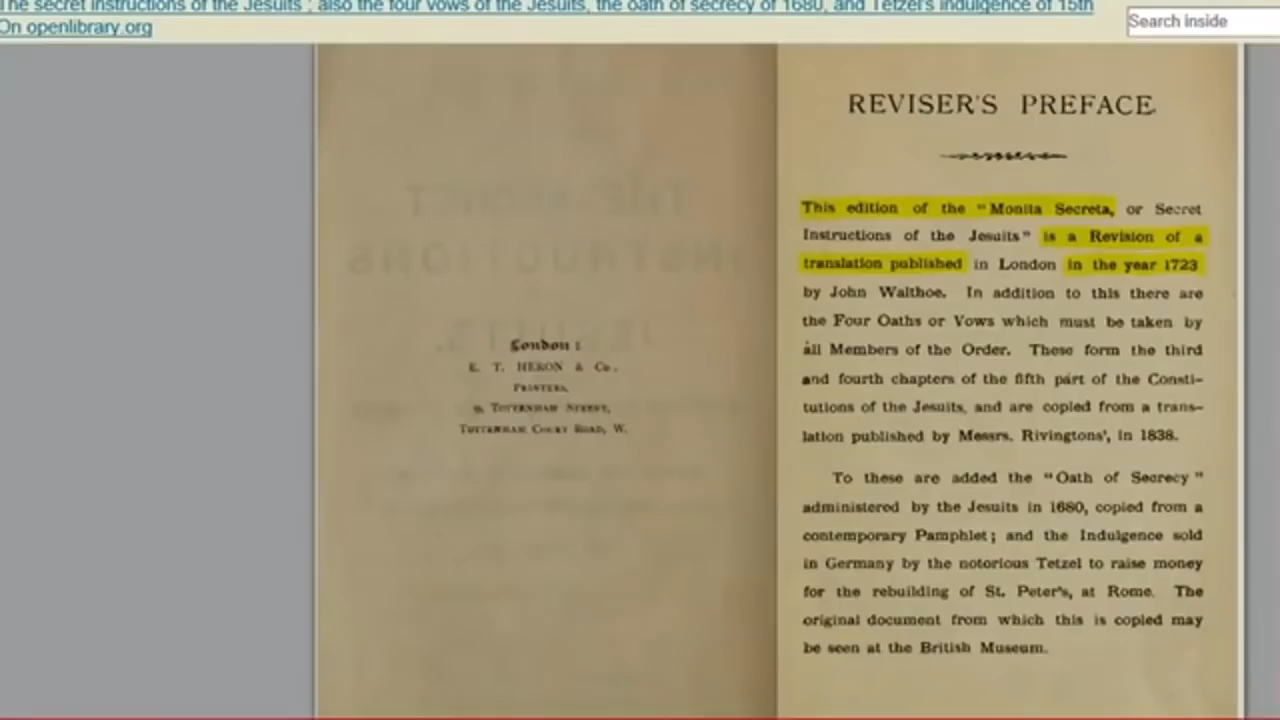 The secret instructions of the Jesuits ; also the four vows of the Jesuits, the oath of secrecy of 1680, and Tetzel's indulgence of 15th
On openlibrary.org
Search inside
London :
E. T. HERON & Co.,
PRINTERS,
9, TOTTENHAM STREET,
TOTTENHAM COURT ROAD, W.
REVISER'S PREFACE
This edition of the "Monita Secreta, or Secret
Instructions of the Jesuits" is a Revision of a
translation published in London in the year 1723
by John Walthoe. In addition to this there are
the Four Oaths or Vows which must be taken by
all Members of the Order. These form the third
and fourth chapters of the fifth part of the Consti-
tutions of the Jesuits, and are copied from a trans-
lation published by Messrs. Rivingtons', in 1838.
To these are added the "Oath of Secrecy"
administered by the Jesuits in 1680, copied from a
contemporary Pamphlet; and the Indulgence sold
in Germany by the notorious Tetzel to raise money
for the rebuilding of St. Peter's, at Rome. The
original document from which this is copied may
be seen at the British Museum.